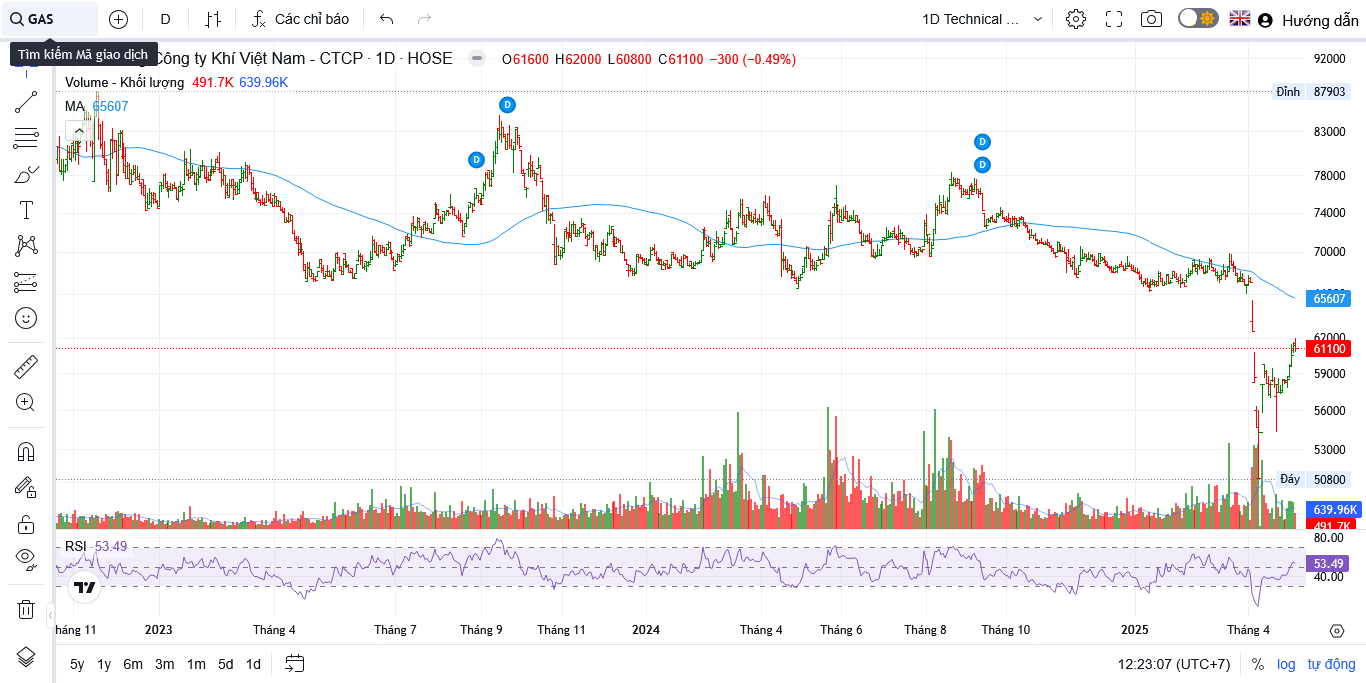 GAS
D
Các chỉ báo
1D Technical ...
Hướng dẫn
Tìm kiếm Mã giao dịch
Công ty Khí Việt Nam - CTCP · 1D · HOSE
O61600 H62000 L60800 C61100 −300 (−0.49%)
Volume - Khối lượng 491.7K 639.96K
MA 65607
D
D
D
D
92000
Đỉnh 87903
83000
78000
74000
70000
65607
62000
61100
59000
56000
53000
Đáy 50800
639.96K
491.7K
RSI 53.49
80.00
53.49
40.00
háng 11 2023 Tháng 4 Tháng 7 Tháng 9 Tháng 11 2024 Tháng 4 Tháng 6 Tháng 8 Tháng 10 2025 Tháng 4
5y 1y 6m 3m 1m 5d 1d
12:23:07 (UTC+7) % log tự động